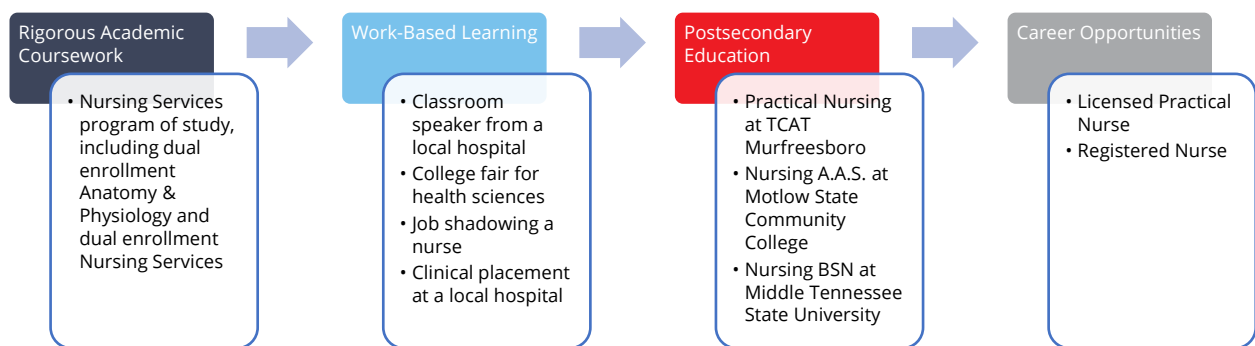 Rigorous Academic
Coursework
• Nursing Services
program of study,
including dual
enrollment
Anatomy &
Physiology and
dual enrollment
Nursing Services
Work-Based Learning
• Classroom
speaker from a
local hospital
• College fair for
health sciences
• Job shadowing a
nurse
• Clinical placement
at a local hospital
Postsecondary
Education
• Practical Nursing
at TCAT
Murfreesboro
• Nursing A.A.S. at
Motlow State
Community
College
• Nursing BSN at
Middle Tennessee
State University
Career Opportunities
• Licensed Practical
Nurse
• Registered Nurse